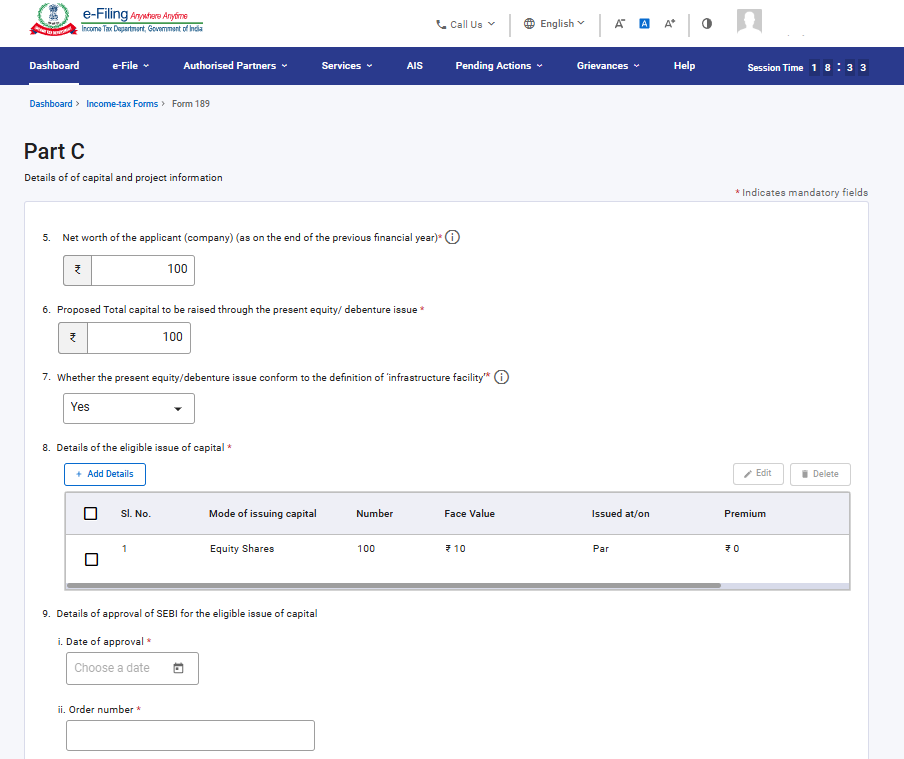 e-Filing Anywhere Anytime
Income Tax Department, Government of India
Call Us English A- A A+
Dashboard e-File Authorised Partners Services AIS Pending Actions Grievances Help Session Time 1 8 : 3 3
Dashboard > Income-tax Forms > Form 189
Part C
Details of of capital and project information
* Indicates mandatory fields
5. Net worth of the applicant (company) (as on the end of the previous financial year)*
₹ 100
6. Proposed Total capital to be raised through the present equity/ debenture issue *
₹ 100
7. Whether the present equity/debenture issue conform to the definition of 'infrastructure facility'*
Yes
8. Details of the eligible issue of capital *
+ Add Details Edit Delete
Sl. No. Mode of issuing capital Number Face Value Issued at/on Premium
1 Equity Shares 100 ₹ 10 Par ₹ 0
9. Details of approval of SEBI for the eligible issue of capital
i. Date of approval *
Choose a date
ii. Order number *